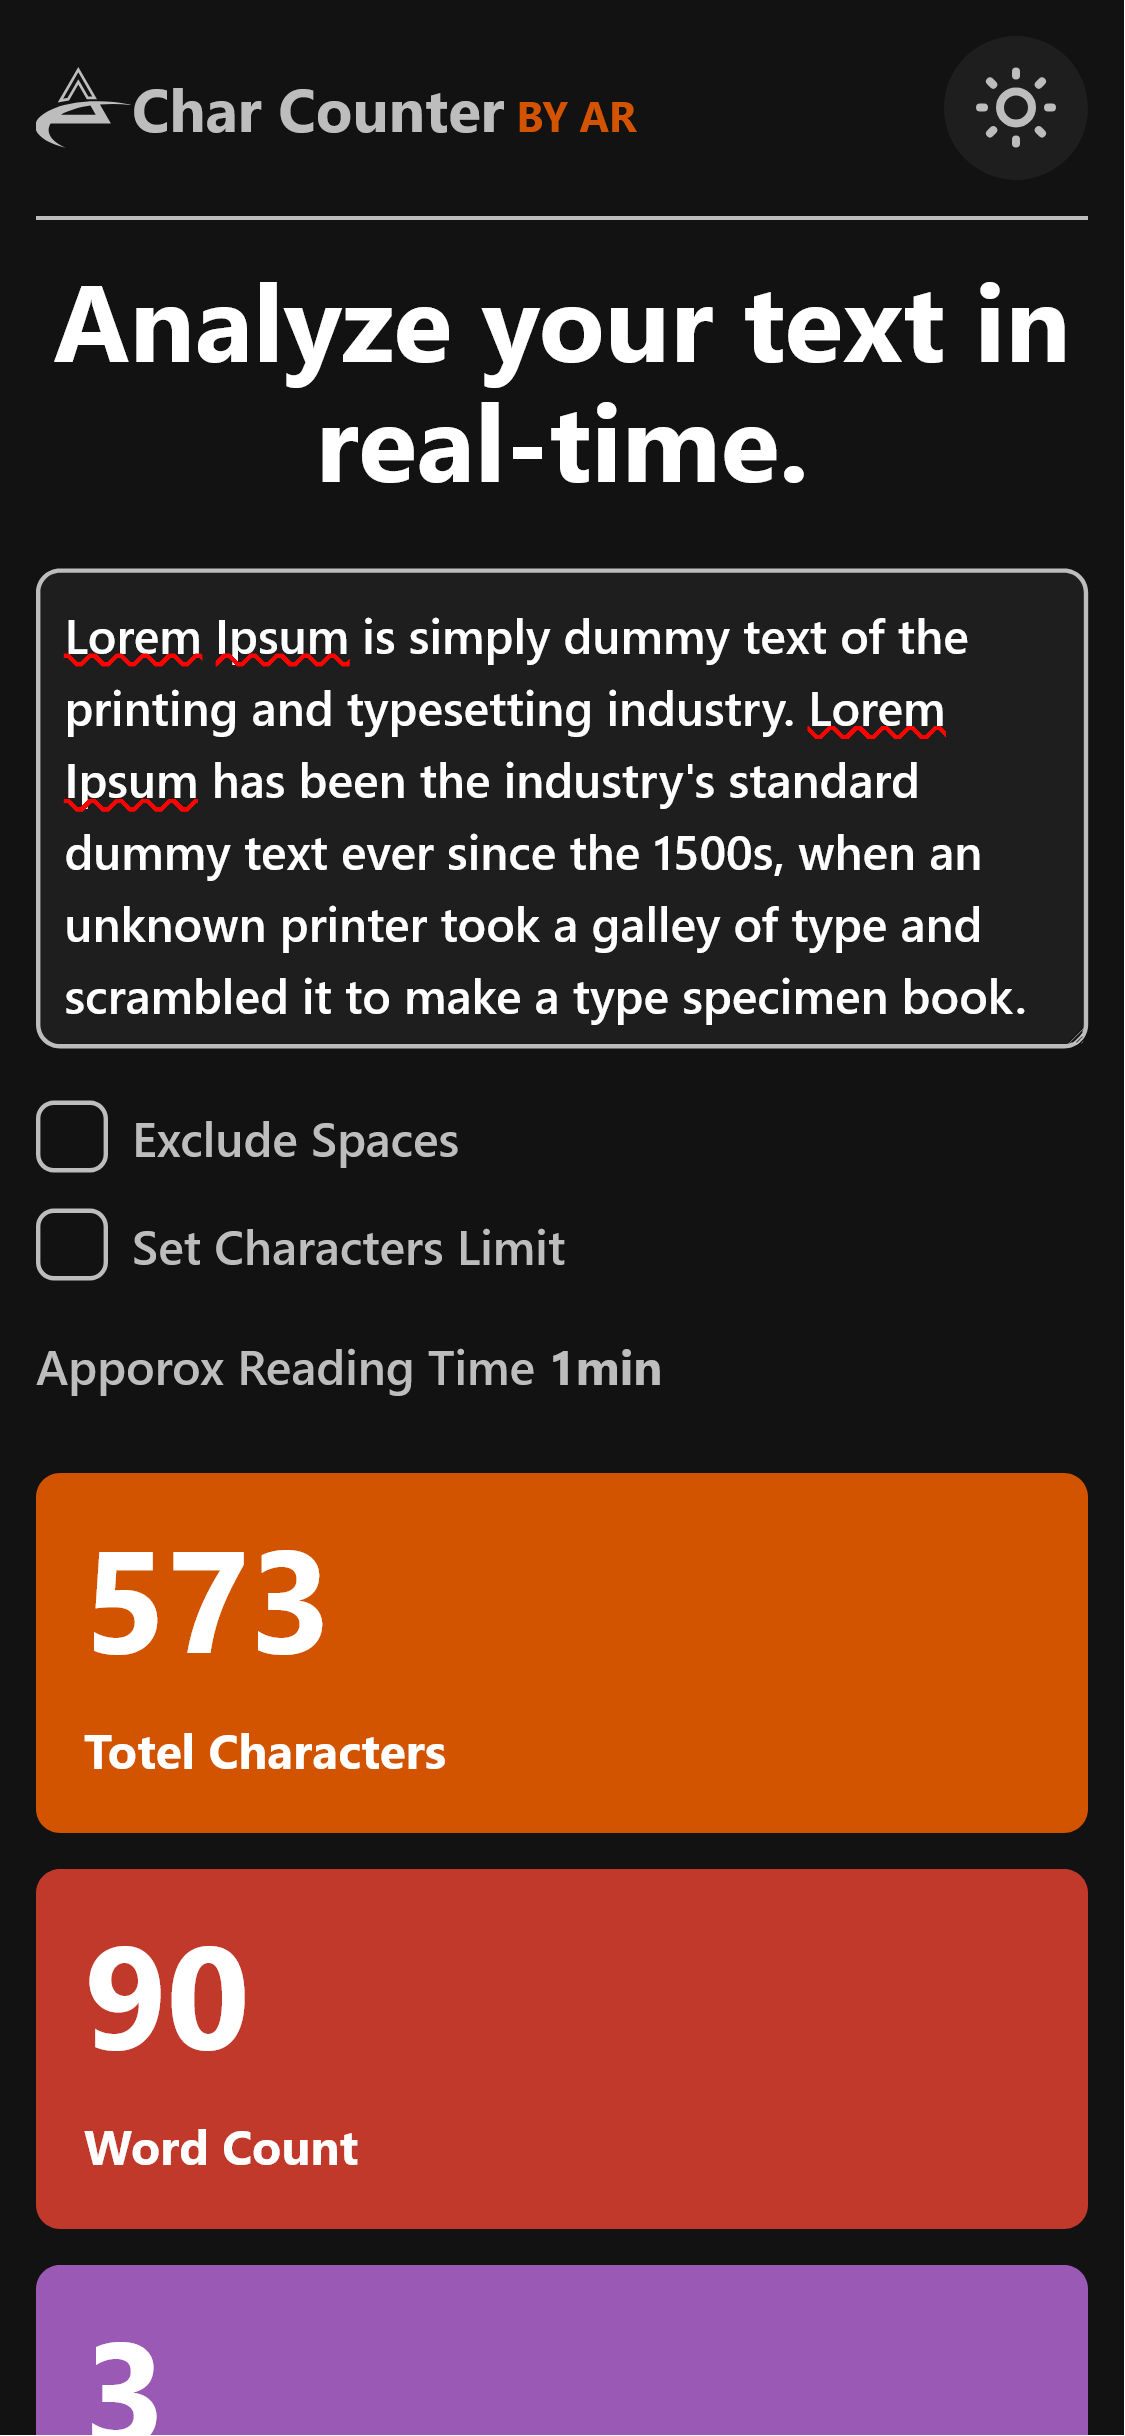 Char Counter BY AR
Analyze your text in
real-time.
Lorem Ipsum is simply dummy text of the
printing and typesetting industry. Lorem
Ipsum has been the industry's standard
dummy text ever since the 1500s, when an
unknown printer took a galley of type and
scrambled it to make a type specimen book.
Exclude Spaces
Set Characters Limit
Apporox Reading Time 1min
573
Totel Characters
90
Word Count
3